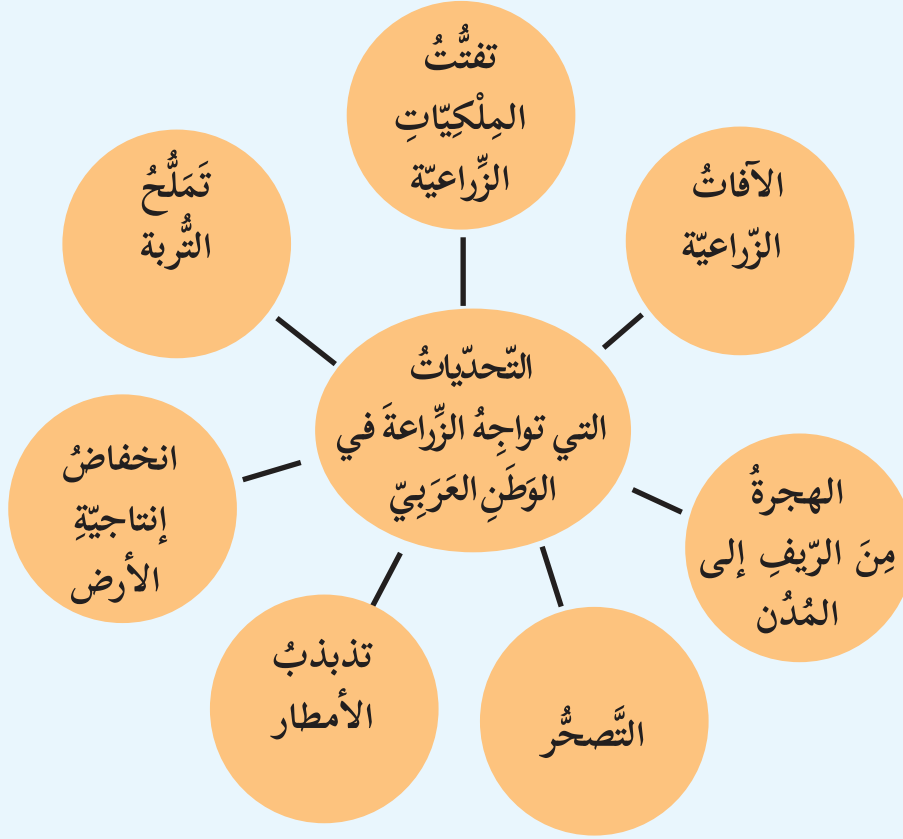 تفتُّتُ
المِلْكِيّاتِ
الزِّراعيّة
الآفاتُ
الزّراعيّة
تَمَلُّحُ
التُّربة
التّحدّياتُ
التي تواجِهُ الزِّراعةَ في
الوَطَنِ العَرَبِيّ
الهجرةُ
مِنَ الرّيفِ إلى
المُدُن
انخفاضُ
إنتاجيّةِ
الأرض
التَّصحُّر
تذبذبُ
الأمطار